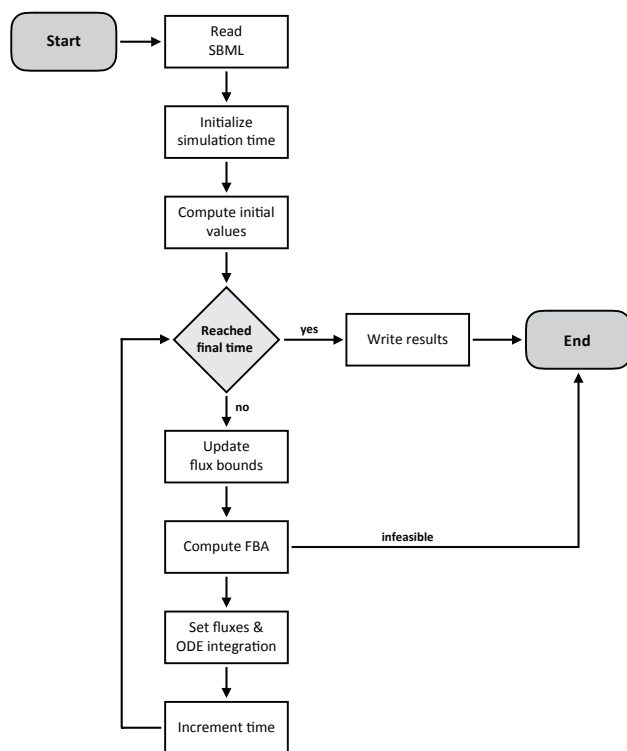 Start
Read
SBML
Initialize
simulation time
Compute initial
values
Reached
final time
yes
Write results
End
no
Update
flux bounds
Compute FBA
infeasible
Set fluxes &
ODE integration
Increment time